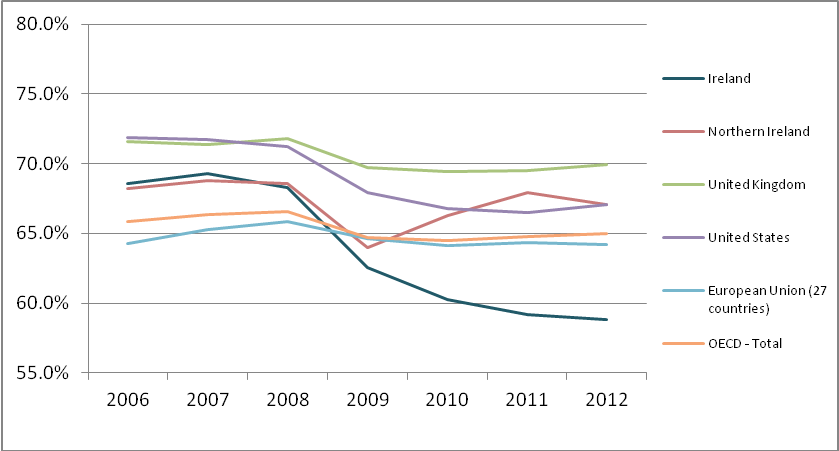 80.0%
75.0%
70.0%
65.0%
60.0%
55.0%
2006 2007 2008 2009 2010 2011 2012
Ireland
Northern Ireland
United Kingdom
United States
European Union (27
countries)
OECD - Total